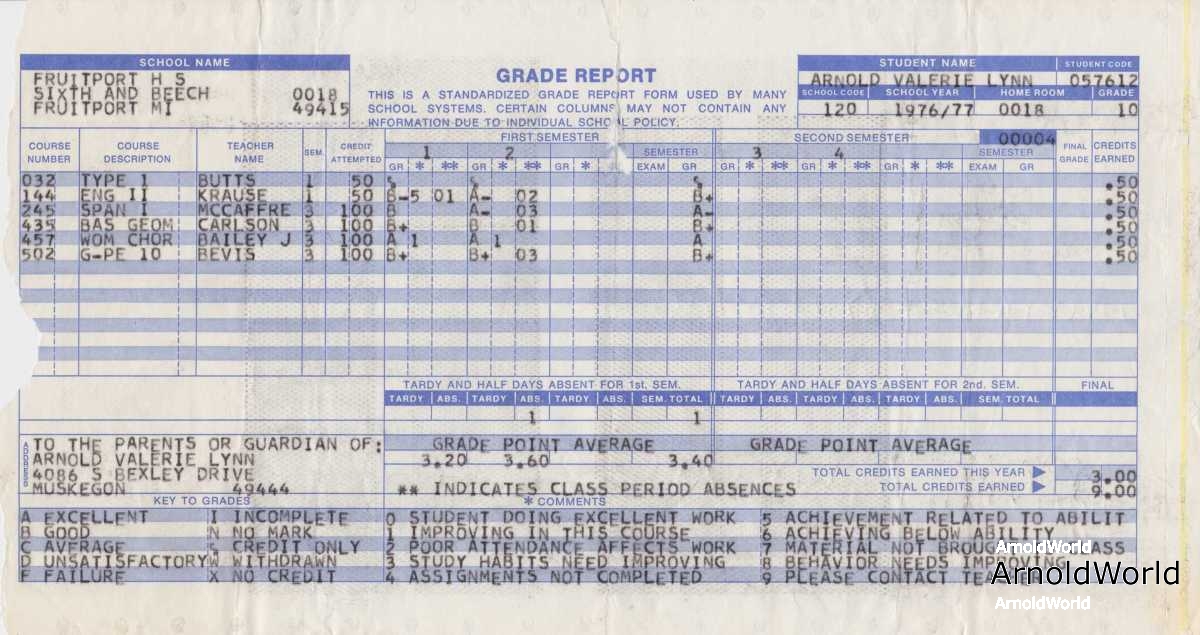 SCHOOL NAME
FRUITPORT H S
SIXTH AND BEECH 0018
FRUITPORT MI 49415
GRADE REPORT
THIS IS A STANDARDIZED GRADE REPORT FORM USED BY MANY
SCHOOL SYSTEMS. CERTAIN COLUMNS MAY NOT CONTAIN ANY
INFORMATION DUE TO INDIVIDUAL SCHOOL POLICY.
STUDENT NAME STUDENT CODE
ARNOLD VALERIE LYNN 057612
SCHOOL CODE SCHOOL YEAR HOME ROOM GRADE
120 1976/77 0018 10
FIRST SEMESTER SECOND SEMESTER 00004
COURSE NUMBER COURSE DESCRIPTION TEACHER NAME SEM. CREDIT ATTEMPTED 1 2 SEMESTER 3 4 SEMESTER FINAL GRADE CREDITS EARNED
GR * ** GR * ** GR * EXAM GR GR * ** GR * ** GR * ** EXAM GR
032 TYPE 1 BUTTS 1 50 .50
144 ENG II KRAUSE 1 50 B-5 01 A- 02 B+ .50
245 SPAN I MCCAFFRE 3 100 B A- 03 A- .50
435 BAS GEOM CARLSON 3 100 B+ B 01 B+ .50
457 WOM CHOR BAILEY J 3 100 A 1 A 1 A .50
502 G-PE 10 BEVIS 3 100 B+ B+ 03 B+ .50
TARDY AND HALF DAYS ABSENT FOR 1st. SEM. TARDY AND HALF DAYS ABSENT FOR 2nd. SEM. FINAL
TARDY ABS. TARDY ABS. TARDY ABS. SEM. TOTAL TARDY ABS. TARDY ABS. TARDY ABS. SEM. TOTAL
1 1
ADDRESS
TO THE PARENTS OR GUARDIAN OF: GRADE POINT AVERAGE GRADE POINT AVERAGE
ARNOLD VALERIE LYNN 3.20 3.60 3.40
4086 S BEXLEY DRIVE TOTAL CREDITS EARNED THIS YEAR 3.00
MUSKEGON 49444 ** INDICATES CLASS PERIOD ABSENCES TOTAL CREDITS EARNED 9.00
KEY TO GRADES * COMMENTS
A EXCELLENT I INCOMPLETE 0 STUDENT DOING EXCELLENT WORK 5 ACHIEVEMENT RELATED TO ABILIT
B GOOD N NO MARK 1 IMPROVING IN THIS COURSE 6 ACHIEVING BELOW ABILITY
C AVERAGE CREDIT ONLY 2 POOR ATTENDANCE AFFECTS WORK 7 MATERIAL NOT
D UNSATISFACTORY W WITHDRAWN 3 STUDY HABITS NEED IMPROVING 8 BEHAVIOR NEEDS IMPROVING
F FAILURE X NO CREDIT 4 ASSIGNMENTS NOT COMPLETED 9 PLEASE CONTACT
ArnoldWorld
ArnoldWorld
ArnoldWorld